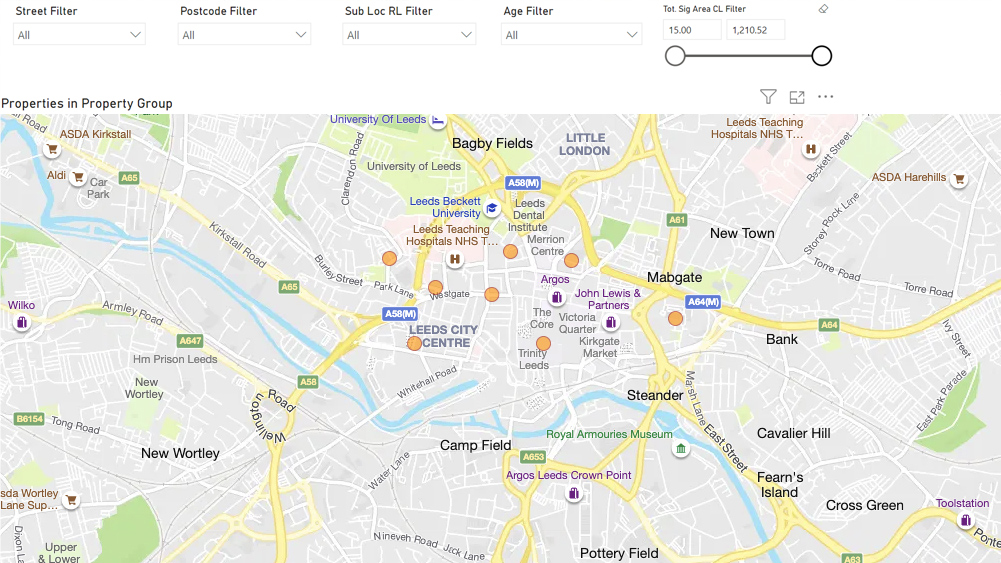 Street Filter
Postcode Filter
Sub Loc RL Filter
Age Filter
Tot. Sig Area CL Filter
All
All
All
All
15.00
1,210.52
Properties in Property Group
University Of Leeds
Leeds Teaching
Hospitals NHS T...
ASDA Kirkstall
Bagby Fields
LITTLE
LONDON
Aldi
Car
Park
A65
University of Leeds
Clarendon Road
A58(M)
Beckett Street
ASDA Harehills
Leeds Beckett
University
Leeds
Dental
Institute
A61
Storey Rock Line
Kirkstall Road
Leeds Teaching
Hospitals NHS T...
Merrion
Centre
New Town
Burley Street
Park Lane
A65
Westgate
Argos
Mabgate
Torre Road
Torre Road
Wilko
Armley Road
A58(M)
John Lewis &
Partners
A64(M)
The
Core
Victoria
Quarter
A64
Ivy Street
A647
LEEDS CITY
CENTRE
Kirkgate
Market
Bank
Hm Prison Leeds
Trinity
Leeds
New
Wortley
A58
Whitehall Road
Marsh Lane
Steander
East Park Parade
B6154
Tong Road
Road
Wellington
East Street
Royal Armouries Museum
Cavalier Hill
New Wortley
Camp Field
A653
Water Lane
Argos Leeds Crown Point
Fearn's
Island
sda Wortley
Lane Sup...
Cross Green
Toolstation
Dixon La
Upper
& Lower
Nineveh Road
Jack Lane
Pottery Field
A63
Ponte